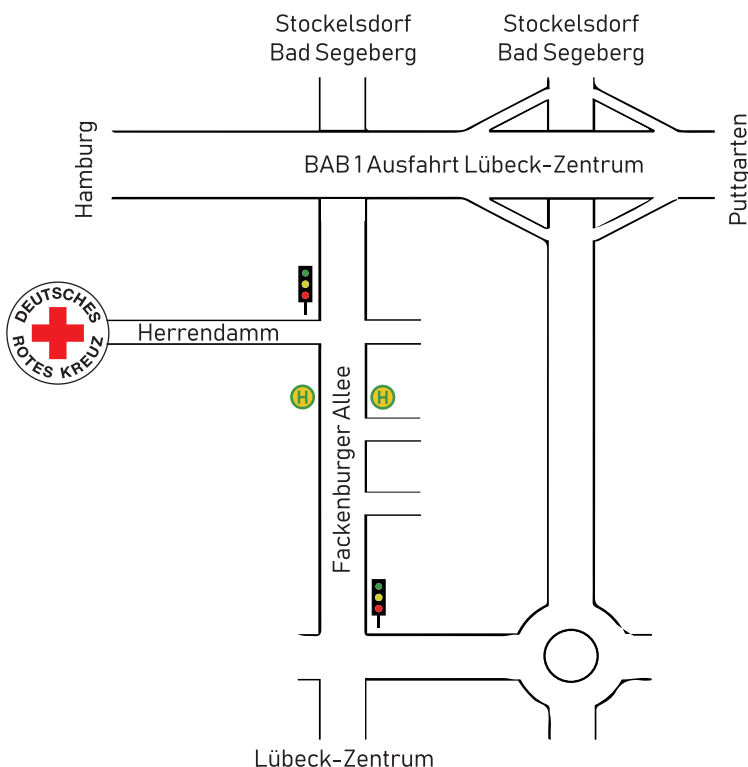 Stockelsdorf
Bad Segeberg
Stockelsdorf
Bad Segeberg
Hamburg
BAB 1 Ausfahrt Lübeck-Zentrum
Puttgarten
DEUTSCHES
ROTES KREUZ
Herrendamm
H
H
Fackenburger Allee
Lübeck-Zentrum